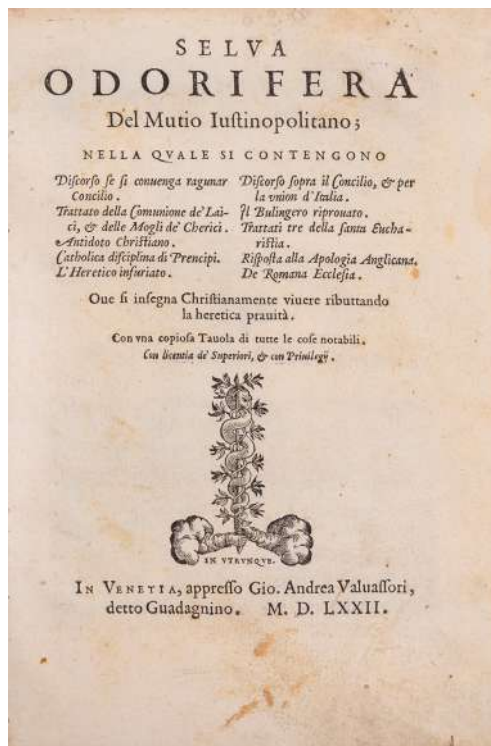 SELVA
ODORIFERA
Del Mutio Iuſtinopolitano;
NELLA QVALE SI CONTENGONO
Diſcorſo ſe ſi conuenga ragunar
Concilio.
Trattato della Comunione de' Lai-
ci, & delle Mogli de' Cherici.
Antidoto Chriſtiano.
Catholica diſciplina di Prencipi.
L'Heretico infuriato.
Diſcorſo ſopra il Concilio, & per
la vnion d'Italia.
Il Bulingero riprouato.
Trattati tre della ſanta Eucha-
riſtia.
Riſpoſta alla Apologia Anglicana.
De Romana Eccleſia.
Oue ſi inſegna Chriſtianamente viuere ributtando
la heretica prauità.
Con vna copioſa Tauola di tutte le coſe notabili.
Con licentia de' Superiori, & con Priuilegij.
IN VTRVNQVE.
IN VENETIA, appreſſo Gio. Andrea Valuaſſori,
detto Guadagnino. M. D. LXXII.